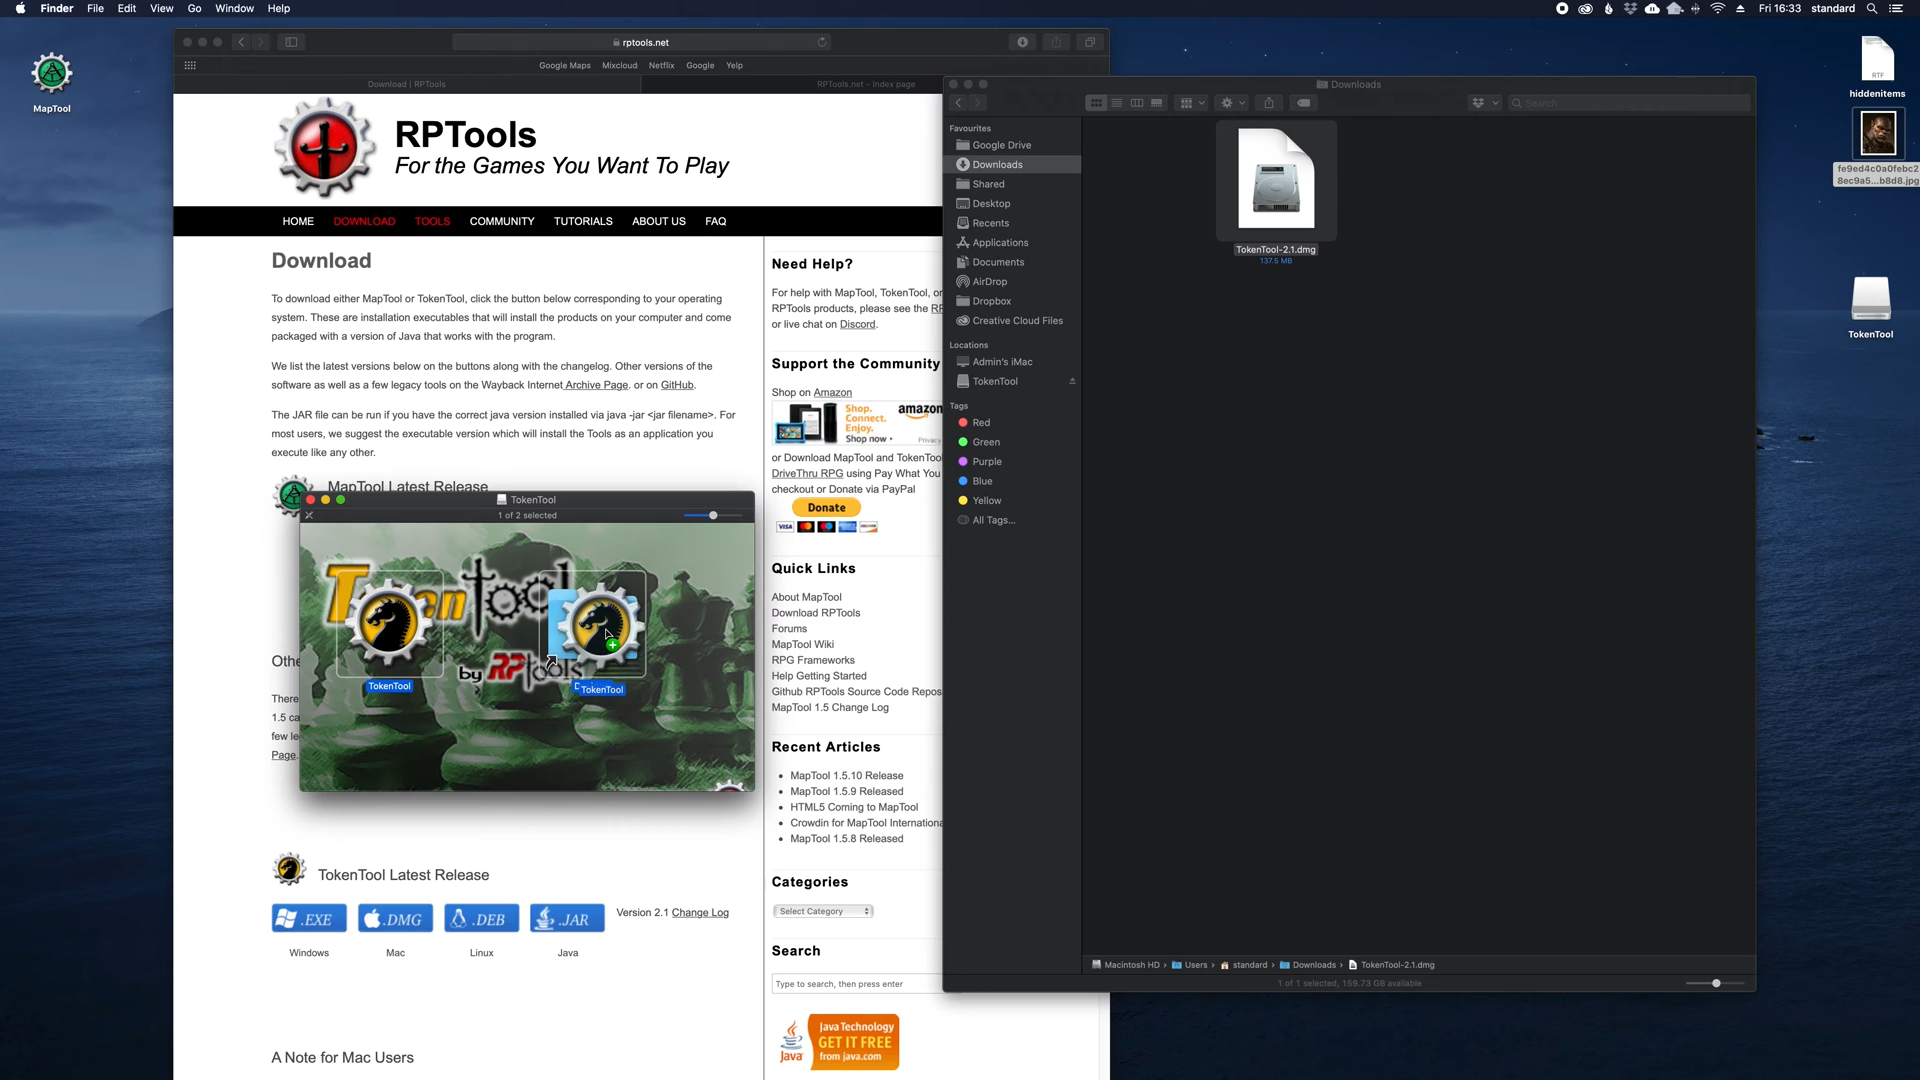 Finder File Edit View Go Window Help
Fri 16:33 standard
MapTool
rptools.net
Google Maps Mixcloud Netflix Google Yelp
Download | RPTools
RPTools.net - Index page
RPTools
For the Games You Want To Play
HOME DOWNLOAD TOOLS COMMUNITY TUTORIALS ABOUT US FAQ
Download
To download either MapTool or TokenTool, click the button below corresponding to your operating
system. These are installation executables that will install the products on your computer and come
packaged with a version of Java that works with the program.
We list the latest versions below on the buttons along with the changelog. Other versions of the
software as well as a few legacy tools on the Wayback Internet Archive Page. or on GitHub.
The JAR file can be run if you have the correct java version installed via java -jar <jar filename>. For
most users, we suggest the executable version which will install the Tools as an application you
execute like any other.
MapTool Latest Release
TokenTool
1 of 2 selected
TokenTool
by RPtools
TokenTool
TokenTool
Othe
There
1.5 ca
few le
Page.
TokenTool Latest Release
.EXE .DMG .DEB .JAR Version 2.1 Change Log
Windows Mac Linux Java
A Note for Mac Users
Need Help?
For help with MapTool, TokenTool, or
RPTools products, please see the RP
or live chat on Discord.
Support the Community
Shop on Amazon
Shop. Connect. Enjoy.
amazon
Shop now
Privacy
or Download MapTool and TokenToo
DriveThru RPG using Pay What You
checkout or Donate via PayPal
Donate
VISA
Quick Links
About MapTool
Download RPTools
Forums
MapTool Wiki
RPG Frameworks
Help Getting Started
Github RPTools Source Code Repos
MapTool 1.5 Change Log
Recent Articles
MapTool 1.5.10 Release
MapTool 1.5.9 Released
HTML5 Coming to MapTool
Crowdin for MapTool Internationa
MapTool 1.5.8 Released
Categories
Select Category
Search
Type to search, then press enter
Java
Java Technology
GET IT FREE
from java.com
Downloads
Search
Favourites
Google Drive
Downloads
Shared
Desktop
Recents
Applications
Documents
AirDrop
Dropbox
Creative Cloud Files
Locations
Admin's iMac
TokenTool
Tags
Red
Green
Purple
Blue
Yellow
All Tags...
TokenTool-2.1.dmg
137.5 MB
Macintosh HD › Users › standard › Downloads › TokenTool-2.1.dmg
1 of 1 selected, 159.73 GB available
RTF
hiddenitems
fe9ed4c0a0febc2
8ec9a5...b8d8.jpg
TokenTool